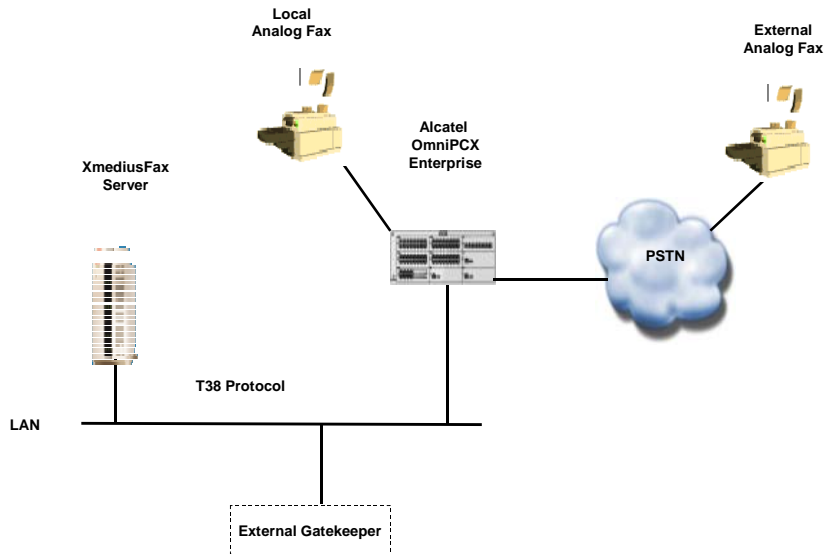 Local
Analog Fax
External
Analog Fax
Alcatel
OmniPCX
Enterprise
XmediusFax
Server
PSTN
T38 Protocol
LAN
External Gatekeeper